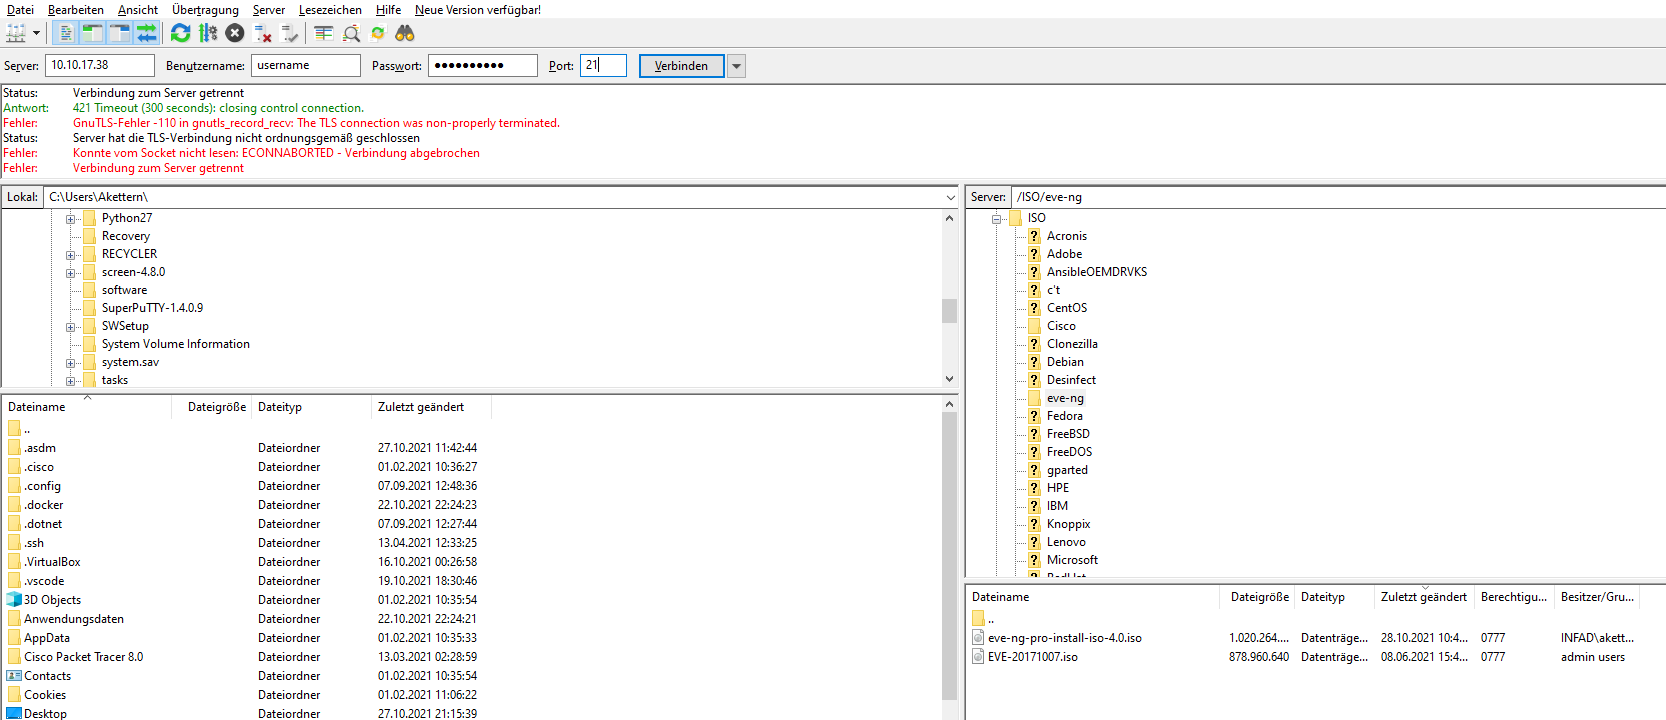 Datei Bearbeiten Ansicht Übertragung Server Lesezeichen Hilfe Neue Version verfügbar!
Server: 10.10.17.38 Benutzername: username Passwort: ●●●●●●●●●● Port: 21 Verbinden
Status: Verbindung zum Server getrennt
Antwort: 421 Timeout (300 seconds): closing control connection.
Fehler: GnuTLS-Fehler -110 in gnutls_record_recv: The TLS connection was non-properly terminated.
Status: Server hat die TLS-Verbindung nicht ordnungsgemäß geschlossen
Fehler: Konnte vom Socket nicht lesen: ECONNABORTED - Verbindung abgebrochen
Fehler: Verbindung zum Server getrennt
Lokal: C:\Users\Akettern\
Python27
Recovery
RECYCLER
screen-4.8.0
software
SuperPuTTY-1.4.0.9
SWSetup
System Volume Information
system.sav
tasks
Dateiname Dateigröße Dateityp Zuletzt geändert
..
.asdm Dateiordner 27.10.2021 11:42:44
.cisco Dateiordner 01.02.2021 10:36:27
.config Dateiordner 07.09.2021 12:48:36
.docker Dateiordner 22.10.2021 22:24:23
.dotnet Dateiordner 07.09.2021 12:27:44
.ssh Dateiordner 13.04.2021 12:33:25
.VirtualBox Dateiordner 16.10.2021 00:26:58
.vscode Dateiordner 19.10.2021 18:30:46
3D Objects Dateiordner 01.02.2021 10:35:54
Anwendungsdaten Dateiordner 22.10.2021 22:24:21
AppData Dateiordner 01.02.2021 10:35:33
Cisco Packet Tracer 8.0 Dateiordner 13.03.2021 02:28:59
Contacts Dateiordner 01.02.2021 10:35:54
Cookies Dateiordner 01.02.2021 11:06:22
Desktop Dateiordner 27.10.2021 21:15:39
Server: /ISO/eve-ng
ISO
Acronis
Adobe
AnsibleOEMDRVKS
c't
CentOS
Cisco
Clonezilla
Debian
Desinfect
eve-ng
Fedora
FreeBSD
FreeDOS
gparted
HPE
IBM
Knoppix
Lenovo
Microsoft
RedHat
Dateiname Dateigröße Dateityp Zuletzt geändert Berechtigu... Besitzer/Gru...
..
eve-ng-pro-install-iso-4.0.iso 1.020.264.... Datenträge... 28.10.2021 10:4... 0777 INFAD\akett...
EVE-20171007.iso 878.960.640 Datenträge... 08.06.2021 15:4... 0777 admin users